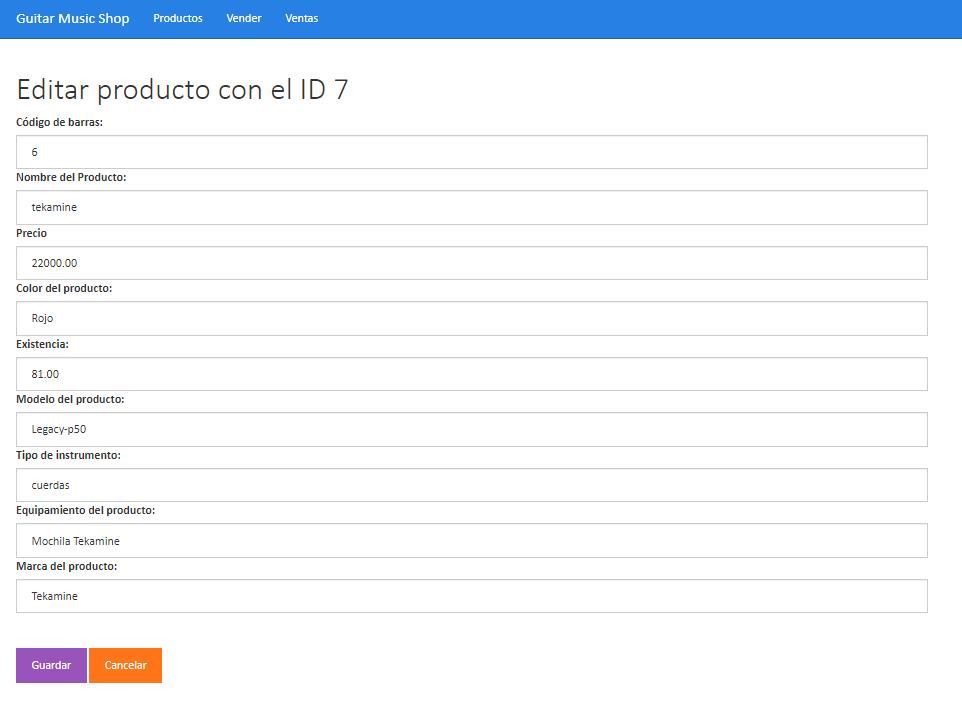 Guitar Music Shop Productos Vender Ventas
Editar producto con el ID 7
Código de barras:
6
Nombre del Producto:
tekamine
Precio
22000.00
Color del producto:
Rojo
Existencia:
81.00
Modelo del producto:
Legacy-p50
Tipo de instrumento:
cuerdas
Equipamiento del producto:
Mochila Tekamine
Marca del producto:
Tekamine
Guardar Cancelar